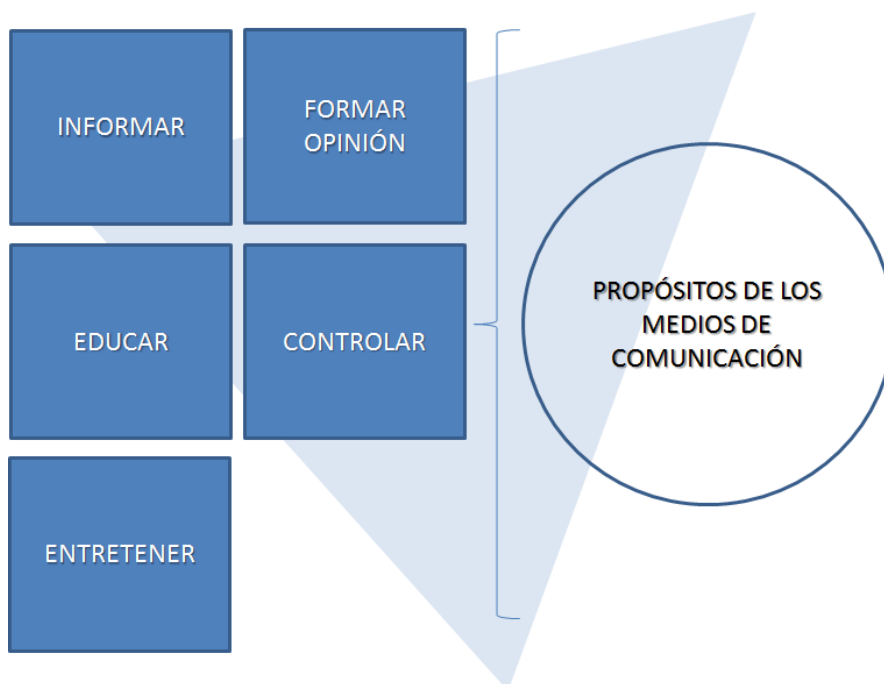 INFORMAR
FORMAR
OPINIÓN
EDUCAR
CONTROLAR
ENTRETENER
PROPÓSITOS DE LOS
MEDIOS DE
COMUNICACIÓN